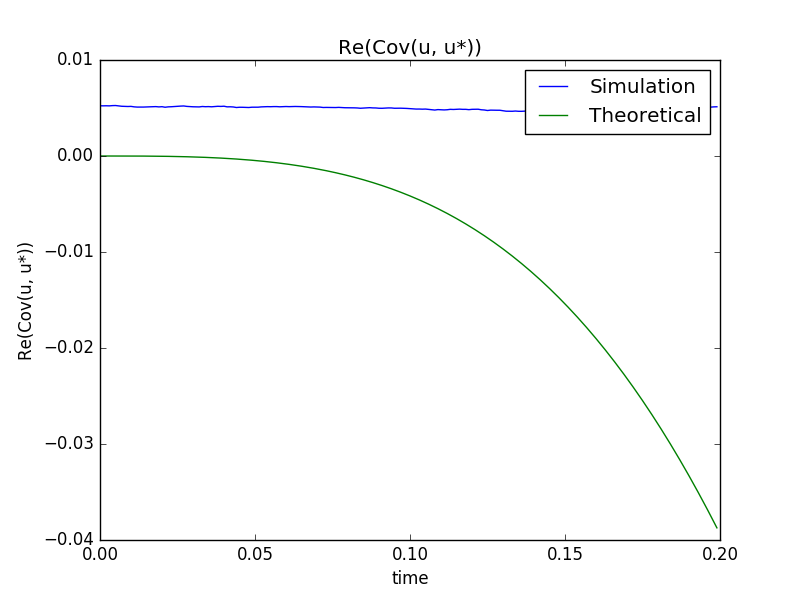 Re(Cov(u, u*))
0.01
Simulation
Theoretical
0.00
−0.01
Re(Cov(u, u*))
−0.02
−0.03
−0.04
0.00 0.05 0.10 0.15 0.20
time